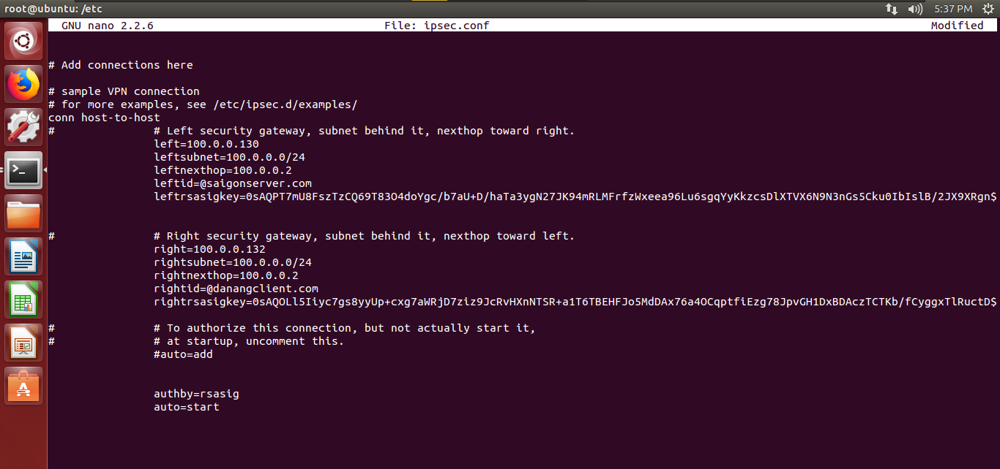 root@ubuntu: /etc
5:37 PM
GNU nano 2.2.6 File: ipsec.conf Modified
# Add connections here
# sample VPN connection
# for more examples, see /etc/ipsec.d/examples/
conn host-to-host
# # Left security gateway, subnet behind it, nexthop toward right.
left=100.0.0.130
leftsubnet=100.0.0.0/24
leftnexthop=100.0.0.2
leftid=@saigonserver.com
leftrsasigkey=0sAQPT7mU8FszTzCQ69T83O4doYgc/b7aU+D/haTa3ygN27JK94mRLMFrfzWxeea96Lu6sgqYyKkzcsDlXTVX6N9N3nGs5Cku0IbIslB/2JX9XRgn$
# # Right security gateway, subnet behind it, nexthop toward left.
right=100.0.0.132
rightsubnet=100.0.0.0/24
rightnexthop=100.0.0.2
rightid=@danangclient.com
rightrsasigkey=0sAQOLl5Iiyc7gs8yyUp+cxg7aWRjD7ziz9JcRvHXnNTSR+a1T6TBEHFJo5MdDAx76a4OCqptfiEzg78JpvGH1DxBDAczTCTKb/fCyggxTlRuctD$
# # To authorize this connection, but not actually start it,
# # at startup, uncomment this.
#auto=add
authby=rsasig
auto=start